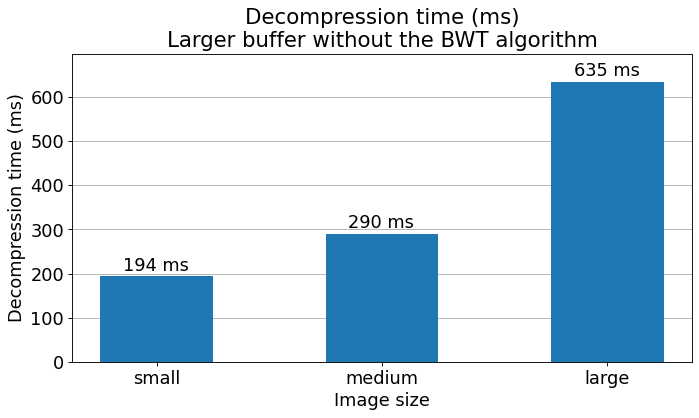 Decompression time (ms)
Larger buffer without the BWT algorithm
Decompression time (ms)
600
500
400
300
200
100
0
194 ms
290 ms
635 ms
small
medium
large
Image size